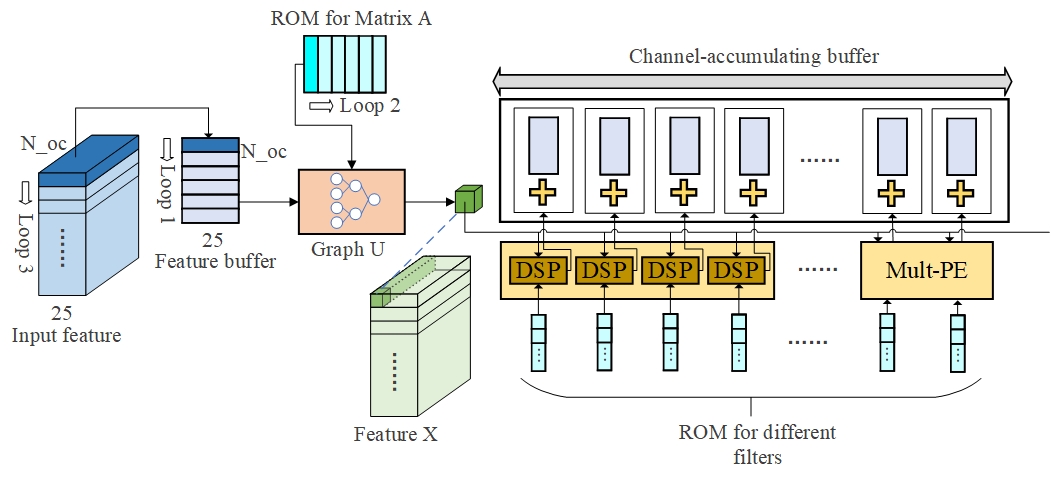 ROM for Matrix A
Loop 2
Channel-accumulating buffer
N_oc
Loop 3
......
25
Input feature
Loop 1
N_oc
25
Feature buffer
Graph U
......
Feature X
......
DSP
DSP
DSP
DSP
......
Mult-PE
......
ROM for different
filters